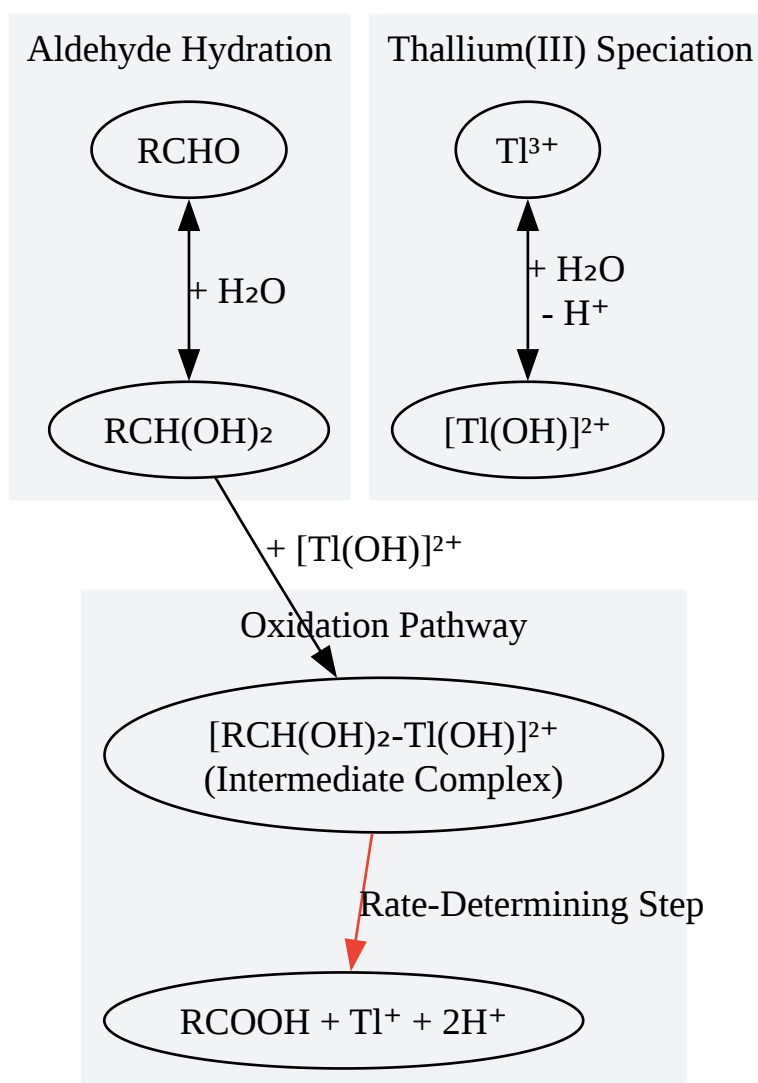 Aldehyde Hydration
RCHO
+ H₂O
RCH(OH)₂
Thallium(III) Speciation
Tl³⁺
+ H₂O
- H⁺
[Tl(OH)]²⁺
+ [Tl(OH)]²⁺
Oxidation Pathway
[RCH(OH)₂-Tl(OH)]²⁺
(Intermediate Complex)
Rate-Determining Step
RCOOH + Tl⁺ + 2H⁺